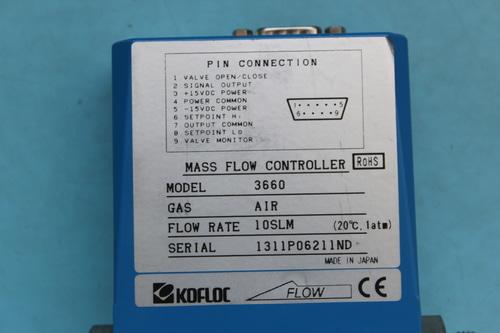 PIN CONNECTION
1 VALVE OPEN/CLOSE
2 SIGNAL OUTPUT
3 +15VDC POWER
4 POWER COMMON
5 -15VDC POWER
6 SETPOINT Hi
7 OUTPUT COMMON
8 SETPOINT LO
9 VALVE MONITOR
1 5
6 9
MASS FLOW CONTROLLER RoHS
MODEL 3660
GAS AIR
FLOW RATE 10SLM (20℃, 1atm)
SERIAL 1311P06211ND
MADE IN JAPAN
KOFLOC FLOW CE